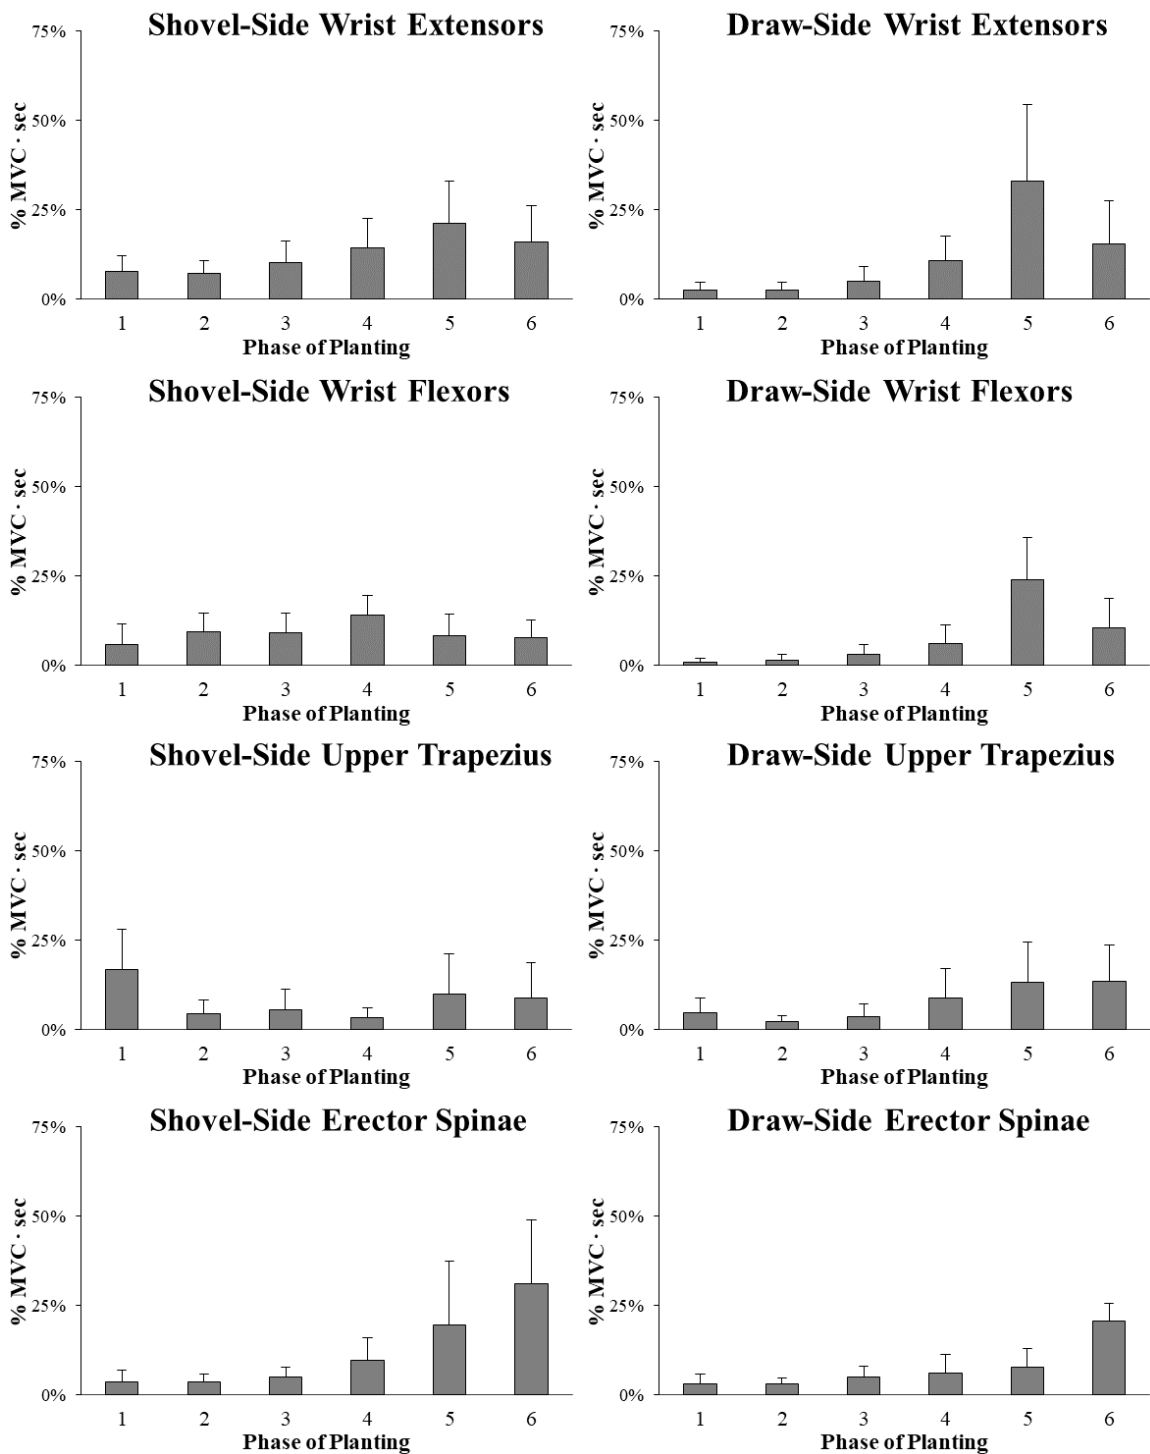 Shovel-Side Wrist Extensors
75%
50%
25%
0%
% MVC · sec
1 2 3 4 5 6
Phase of Planting
Draw-Side Wrist Extensors
75%
50%
25%
0%
% MVC · sec
1 2 3 4 5 6
Phase of Planting
Shovel-Side Wrist Flexors
75%
50%
25%
0%
% MVC · sec
1 2 3 4 5 6
Phase of Planting
Draw-Side Wrist Flexors
75%
50%
25%
0%
% MVC · sec
1 2 3 4 5 6
Phase of Planting
Shovel-Side Upper Trapezius
75%
50%
25%
0%
% MVC · sec
1 2 3 4 5 6
Phase of Planting
Draw-Side Upper Trapezius
75%
50%
25%
0%
% MVC · sec
1 2 3 4 5 6
Phase of Planting
Shovel-Side Erector Spinae
75%
50%
25%
0%
% MVC · sec
1 2 3 4 5 6
Phase of Planting
Draw-Side Erector Spinae
75%
50%
25%
0%
% MVC · sec
1 2 3 4 5 6
Phase of Planting